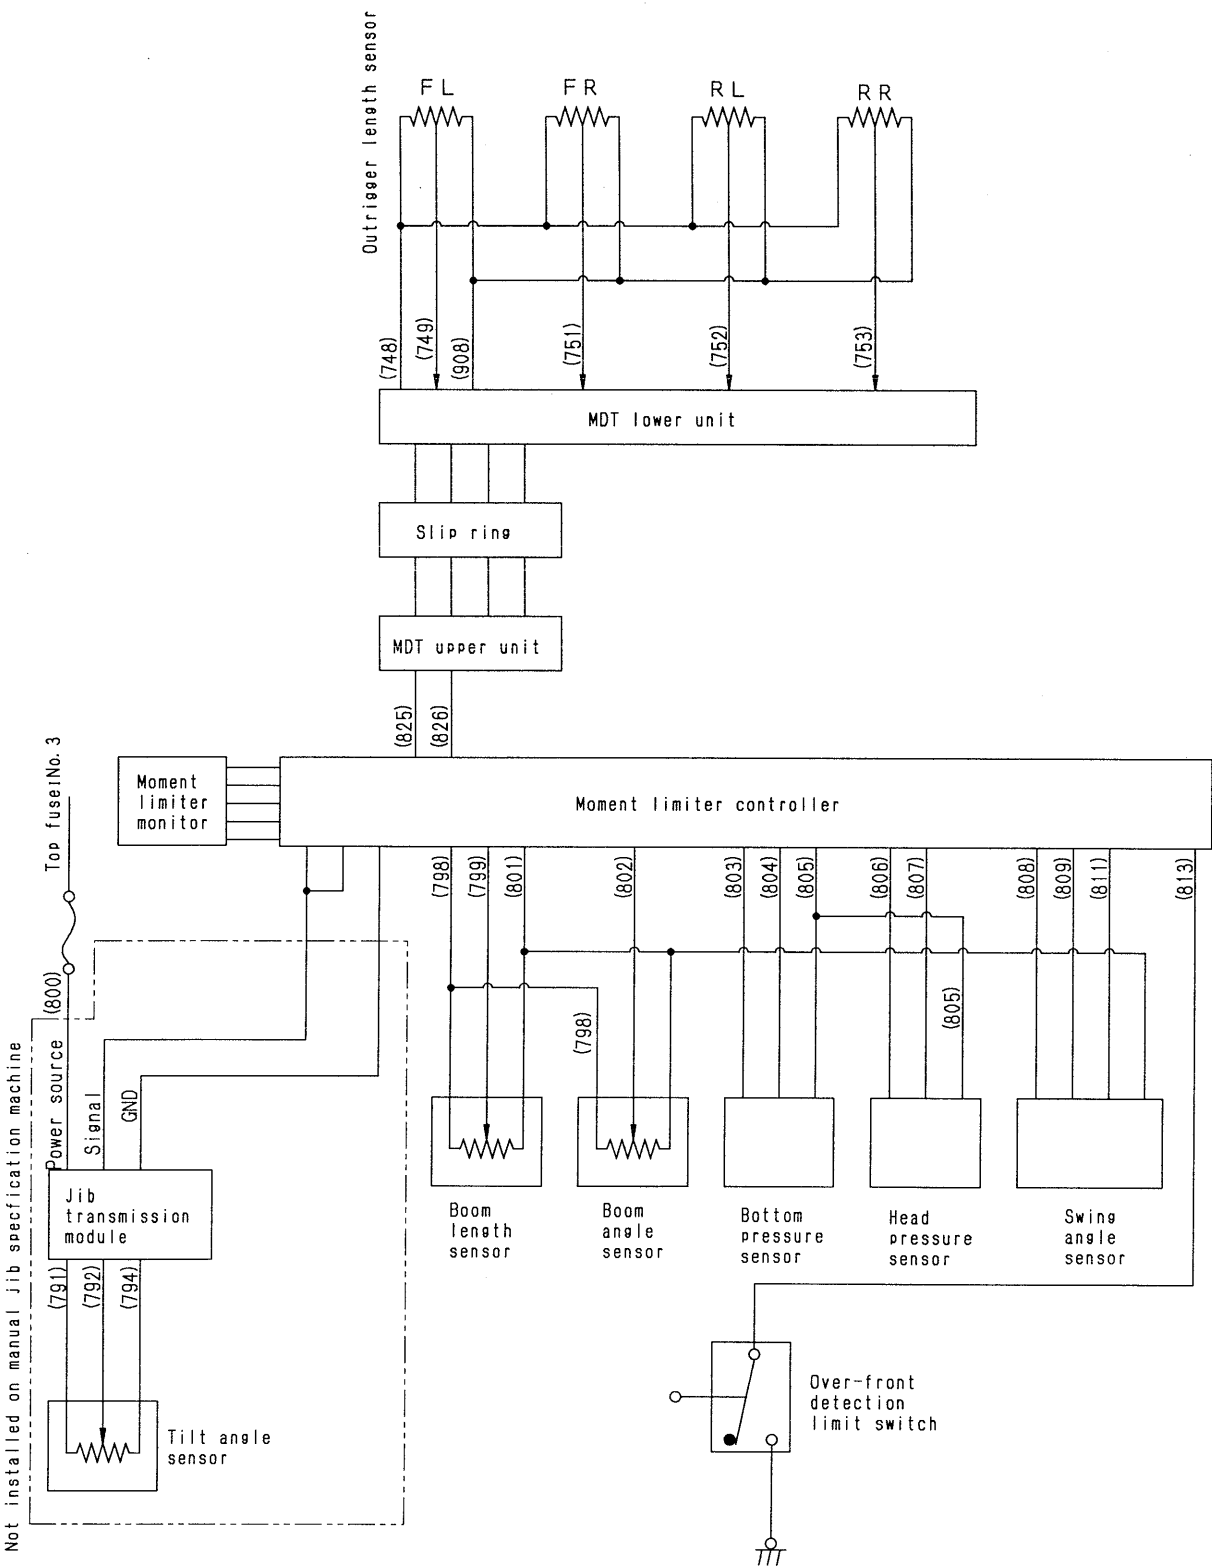 Outrigger length sensor
FL
FR
RL
RR
(748)
(749)
(908)
(751)
(752)
(753)
MDT lower unit
Slip ring
MDT upper unit
(825)
(826)
Top fuse1No. 3
Moment
limiter
monitor
Moment limiter controller
(798)
(799)
(801)
(802)
(803)
(804)
(805)
(806)
(807)
(808)
(809)
(811)
(813)
(800)
(798)
(805)
Not installed on manual jib specfication machine
Power source
Signal
GND
Jib
transmission
module
Boom
length
sensor
Boom
angle
sensor
Bottom
pressure
sensor
Head
pressure
sensor
Swing
angle
sensor
(791)
(792)
(794)
Tilt angle
sensor
Over-front
detection
limit switch